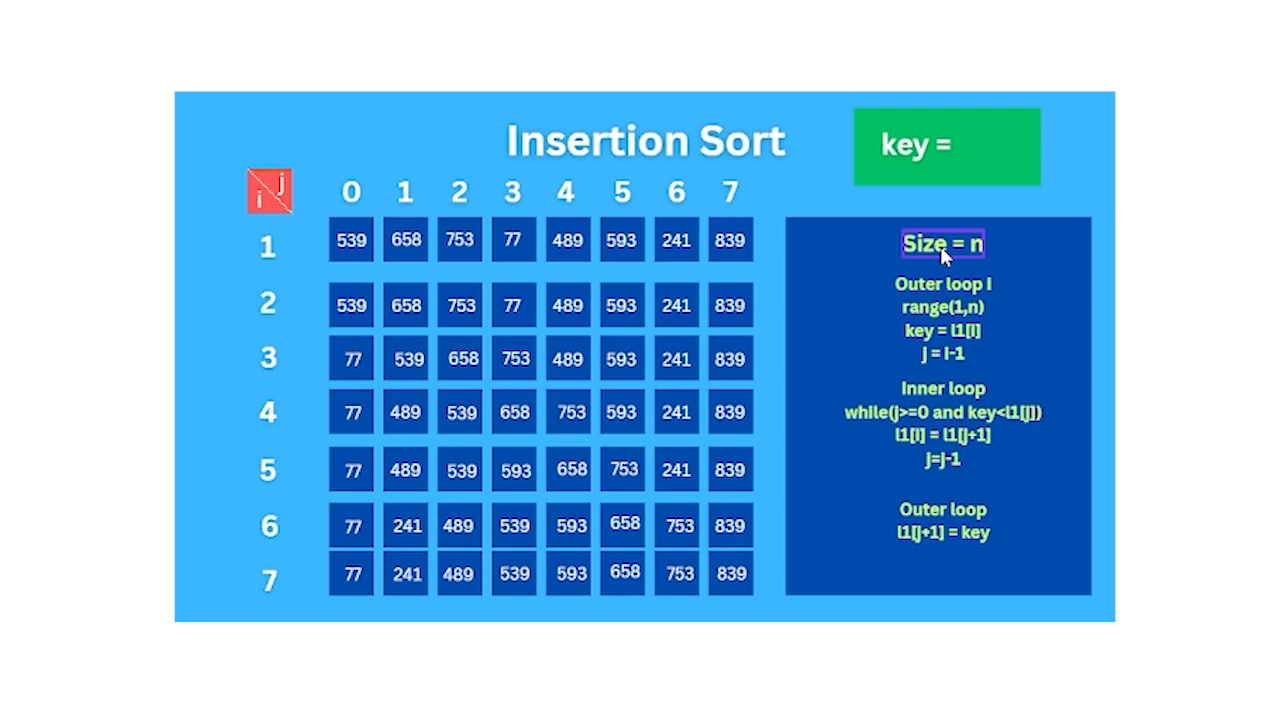 Insertion Sort
key =
j
i
0 1 2 3 4 5 6 7
1 539 658 753 77 489 593 241 839
2 539 658 753 77 489 593 241 839
3 77 539 658 753 489 593 241 839
4 77 489 539 658 753 593 241 839
5 77 489 539 593 658 753 241 839
6 77 241 489 539 593 658 753 839
7 77 241 489 539 593 658 753 839
Size = n
Outer loop i
range(1,n)
key = l1[i]
j = i-1
Inner loop
while(j>=0 and key<l1[j])
l1[i] = l1[j+1]
j=j-1
Outer loop
l1[j+1] = key